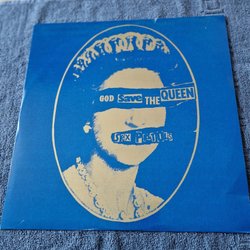 GOD Save THE QUEEN
SEX PISTOLS